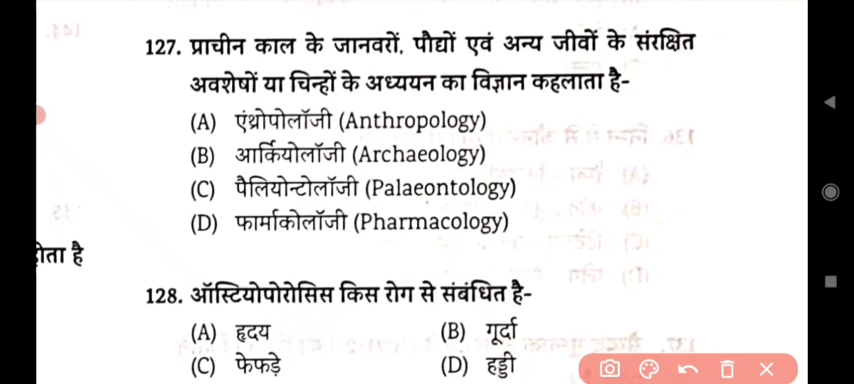 127. प्राचीन काल के जानवरों, पौद्यों एवं अन्य जीवों के संरक्षित
अवशेषों या चिन्हों के अध्ययन का विज्ञान कहलाता है-
(A) एंथ्रोपोलॉजी (Anthropology)
(B) आर्कियोलॉजी (Archaeology)
(C) पैलियोन्टोलॉजी (Palaeontology)
(D) फार्माकोलॉजी (Pharmacology)
होता है
128. ऑस्टियोपोरोसिस किस रोग से संबंधित है-
(A) हृदय (B) गूर्दा
(C) फेफड़े (D) हड्डी